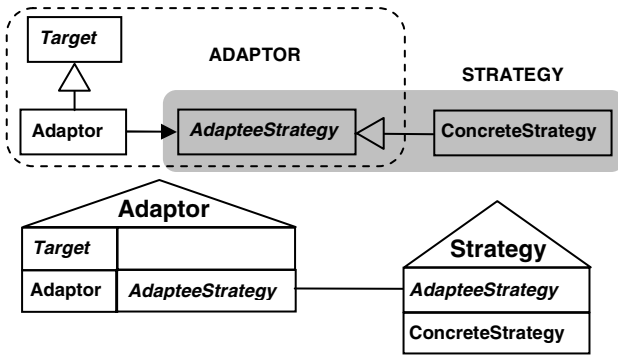 Target
ADAPTOR
STRATEGY
Adaptor
AdapteeStrategy
ConcreteStrategy
Adaptor
Target
Adaptor
AdapteeStrategy
Strategy
AdapteeStrategy
ConcreteStrategy